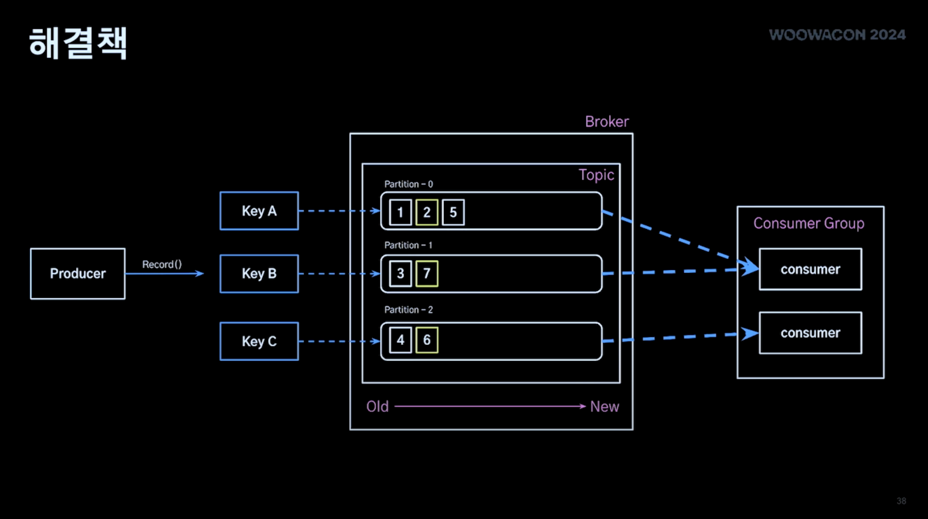 해결책
WOOWACON 2024
Broker
Topic
Partition - 0
Key A
1 2 5
Partition - 1
Producer
Record()
Key B
3 7
Partition - 2
Key C
4 6
Old
New
Consumer Group
consumer
consumer
38